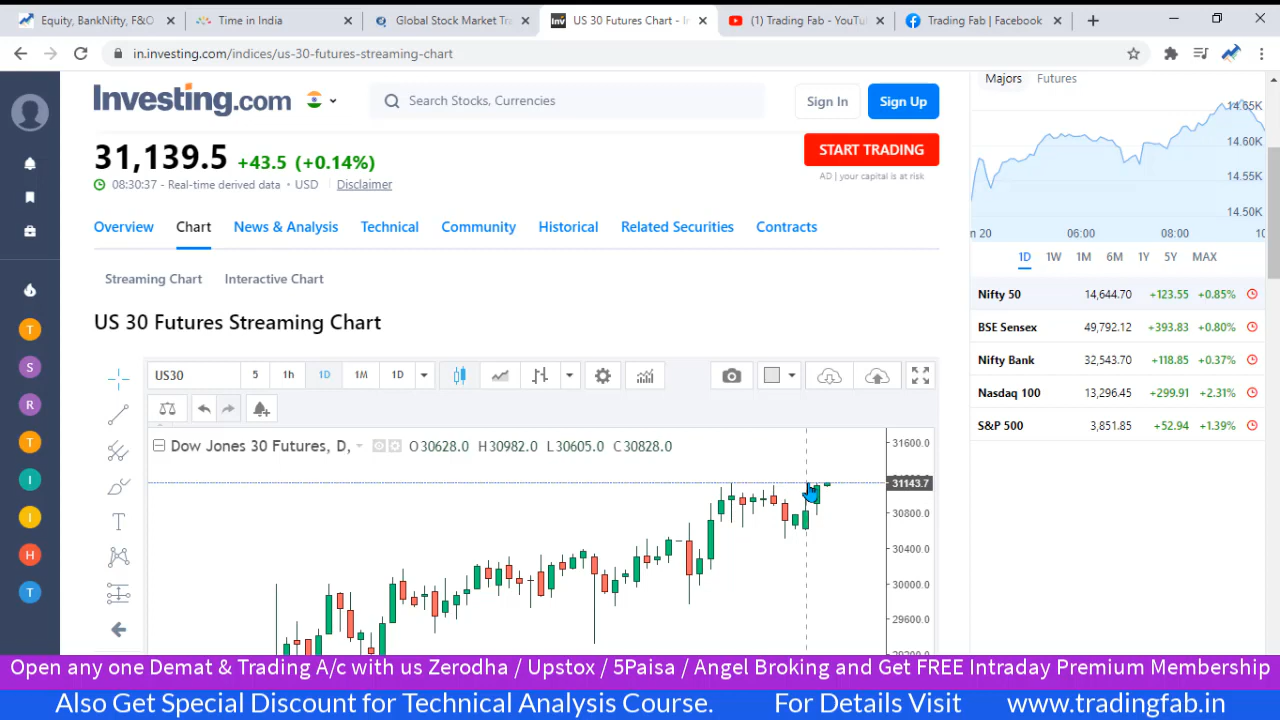 Equity, BankNifty, F&O
Time in India
Global Stock Market Tra
US 30 Futures Chart - In
(1) Trading Fab - YouTu
Trading Fab | Facebook
in.investing.com/indices/us-30-futures-streaming-chart
Investing.com
Search Stocks, Currencies
Sign In
Sign Up
31,139.5 +43.5 (+0.14%)
08:30:37 - Real-time derived data • USD Disclaimer
START TRADING
AD | your capital is at risk
Overview Chart News & Analysis Technical Community Historical Related Securities Contracts
Streaming Chart Interactive Chart
US 30 Futures Streaming Chart
US30 5 1h 1D 1M 1D
Dow Jones 30 Futures, D, O30628.0 H30982.0 L30605.0 C30828.0
31600.0
31143.7
30800.0
30400.0
30000.0
29600.0
Majors Futures
14.65K
14.60K
14.55K
14.50K
n 20 06:00 08:00 10
1D 1W 1M 6M 1Y 5Y MAX
Nifty 50 14,644.70 +123.55 +0.85%
BSE Sensex 49,792.12 +393.83 +0.80%
Nifty Bank 32,543.70 +118.85 +0.37%
Nasdaq 100 13,296.45 +299.91 +2.31%
S&P 500 3,851.85 +52.94 +1.39%
T
S
R
T
I
I
H
T
Open any one Demat & Trading A/c with us Zerodha / Upstox / 5Paisa / Angel Broking and Get FREE Intraday Premium Membership
Also Get Special Discount for Technical Analysis Course. For Details Visit www.tradingfab.in